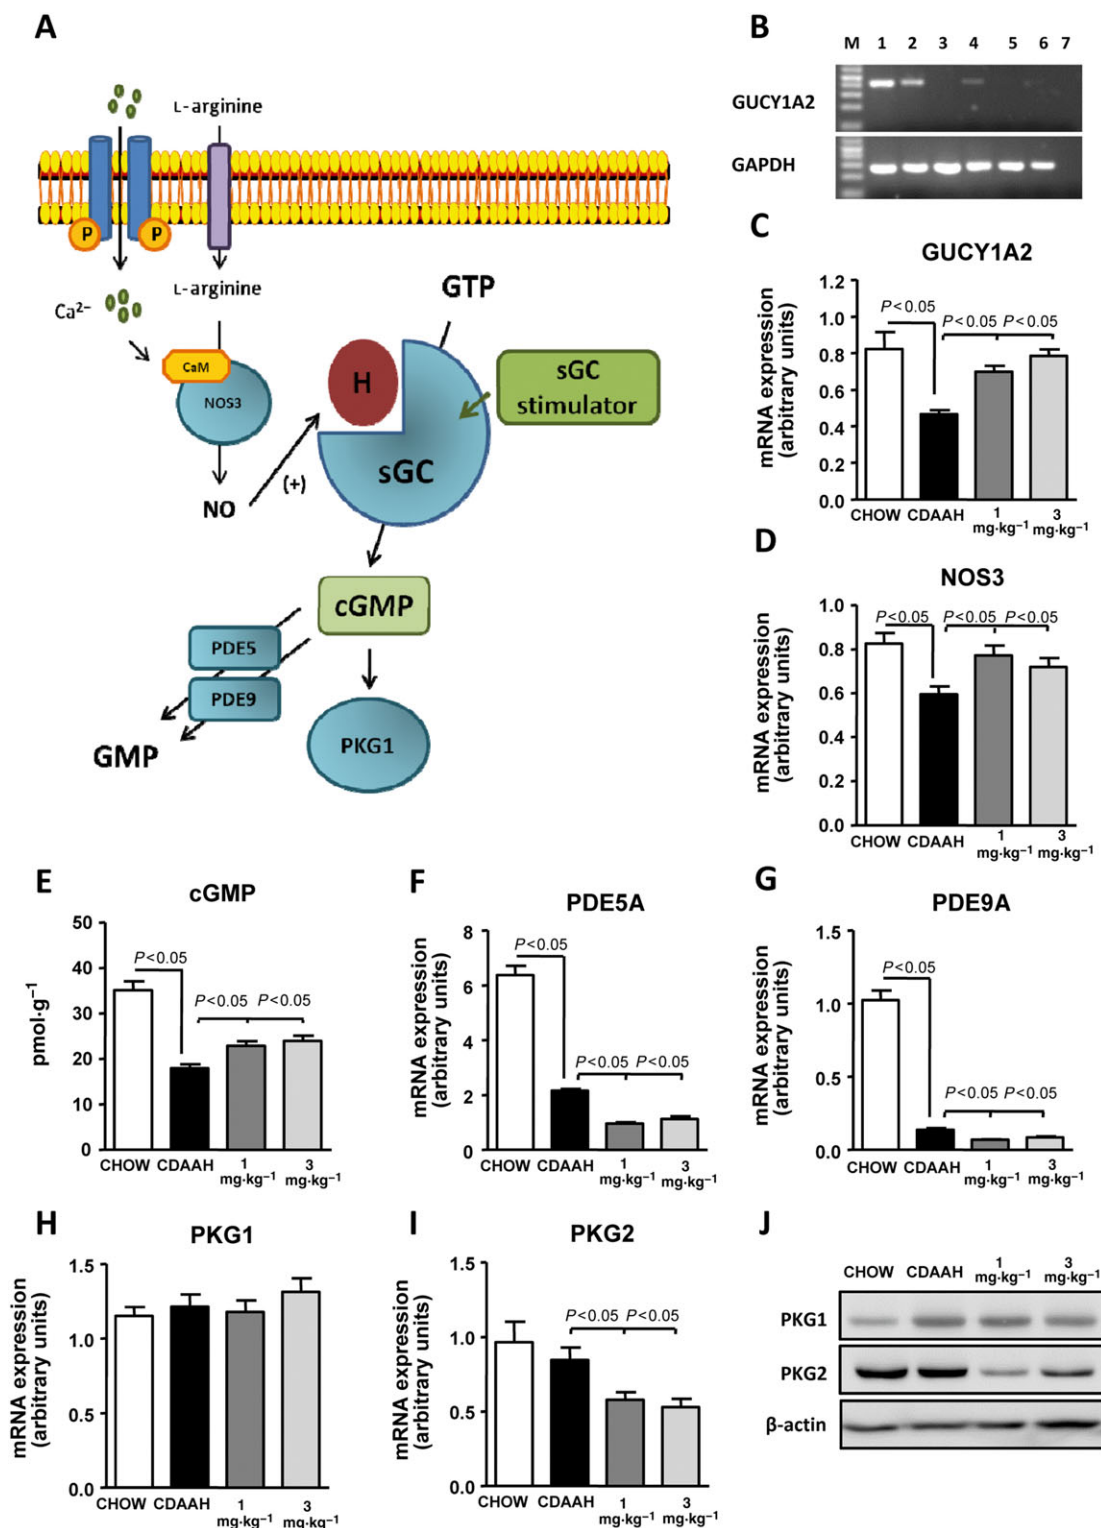 A
L-arginine
P
P
Ca²⁻
L-arginine
CaM
NOS3
NO
(+)
GTP
H
sGC
sGC
stimulator
cGMP
PDE5
PDE9
GMP
PKG1
B
M 1 2 3 4 5 6 7
GUCY1A2
GAPDH
C
GUCY1A2
mRNA expression
(arbitrary units)
1.2
1.0
0.8
0.6
0.4
0.2
0.0
P<0.05
P<0.05
P<0.05
CHOW CDAAH 1 3
mg·kg⁻¹ mg·kg⁻¹
D
NOS3
mRNA expression
(arbitrary units)
1.0
0.8
0.6
0.4
0.2
0.0
P<0.05 P<0.05 P<0.05
CHOW CDAAH 1 3
mg·kg⁻¹ mg·kg⁻¹
E
cGMP
pmol·g⁻¹
50
40
30
20
10
0
P<0.05
P<0.05 P<0.05
CHOW CDAAH 1 3
mg·kg⁻¹ mg·kg⁻¹
F
PDE5A
mRNA expression
(arbitrary units)
8
6
4
2
0
P<0.05
P<0.05 P<0.05
CHOW CDAAH 1 3
mg·kg⁻¹ mg·kg⁻¹
G
PDE9A
mRNA expression
(arbitrary units)
1.5
1.0
0.5
0.0
P<0.05
P<0.05 P<0.05
CHOW CDAAH 1 3
mg·kg⁻¹ mg·kg⁻¹
H
PKG1
mRNA expression
(arbitrary units)
1.5
1.0
0.5
0.0
CHOW CDAAH 1 3
mg·kg⁻¹ mg·kg⁻¹
I
PKG2
mRNA expression
(arbitrary units)
1.5
1.0
0.5
0.0
P<0.05 P<0.05
CHOW CDAAH 1 3
mg·kg⁻¹ mg·kg⁻¹
J
CHOW CDAAH 1 3
mg·kg⁻¹ mg·kg⁻¹
PKG1
PKG2
β-actin